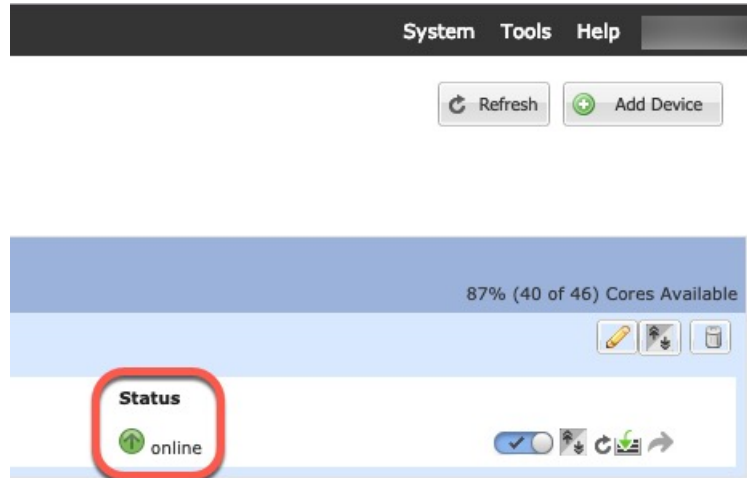 System Tools Help
Refresh Add Device
87% (40 of 46) Cores Available
Status
online